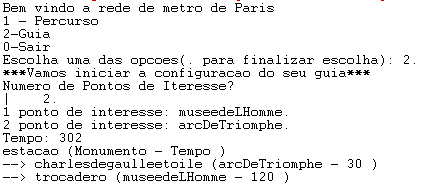 Bem vindo a rede de metro de Paris
1 - Percurso
2-Guia
0-Sair
Escolha uma das opcoes(. para finalizar escolha): 2.
***Vamos iniciar a configuracao do seu guia***
Numero de Pontos de Iteresse?
|    2.
1 ponto de interesse: museedeLHomme.
2 ponto de interesse: arcDeTriomphe.
Tempo: 302
estacao (Monumento - Tempo )
--> charlesdegaulleetoile (arcDeTriomphe - 30 )
--> trocadero (museedeLHomme - 120 )